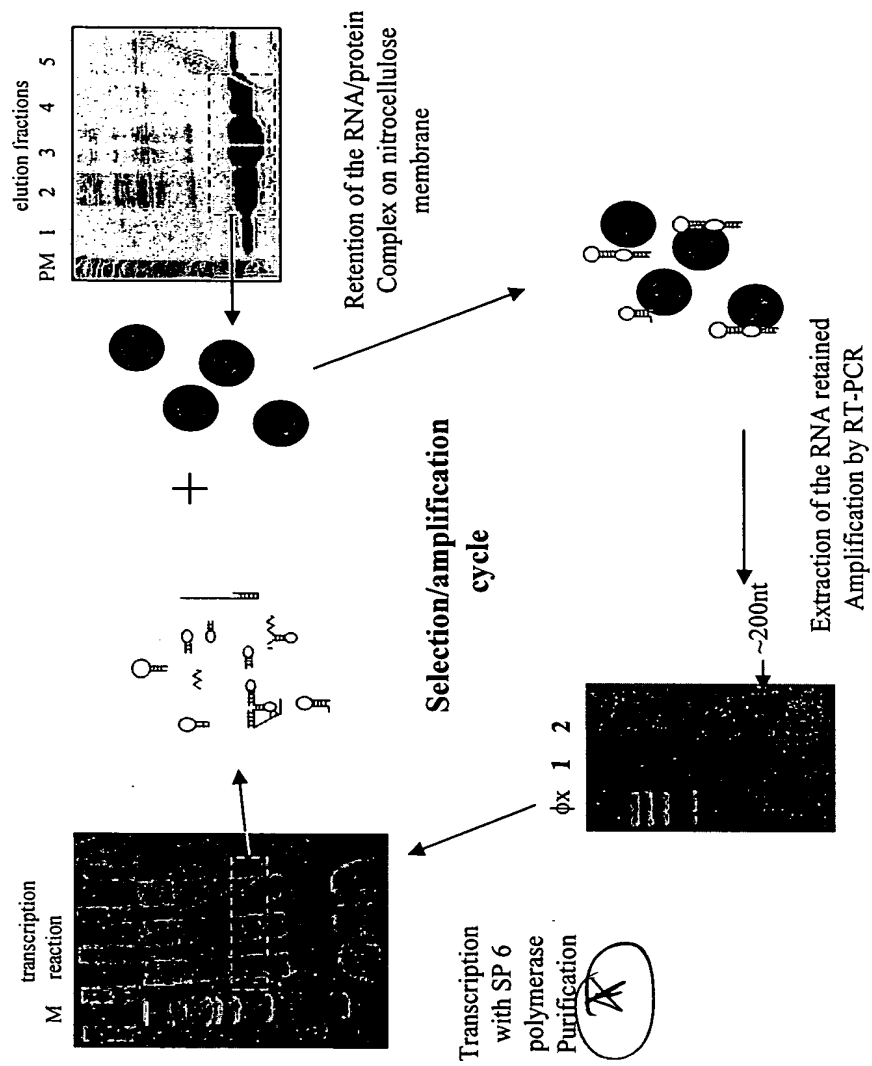 transcription
M reaction
elution fractions
PM 1 2 3 4 5
+
Retention of the RNA/protein
Complex on nitrocellulose
membrane
Selection/amplification
cycle
Transcription
with SP 6
polymerase
Purification
φx 1 2
~200nt
Extraction of the RNA retained
Amplification by RT-PCR